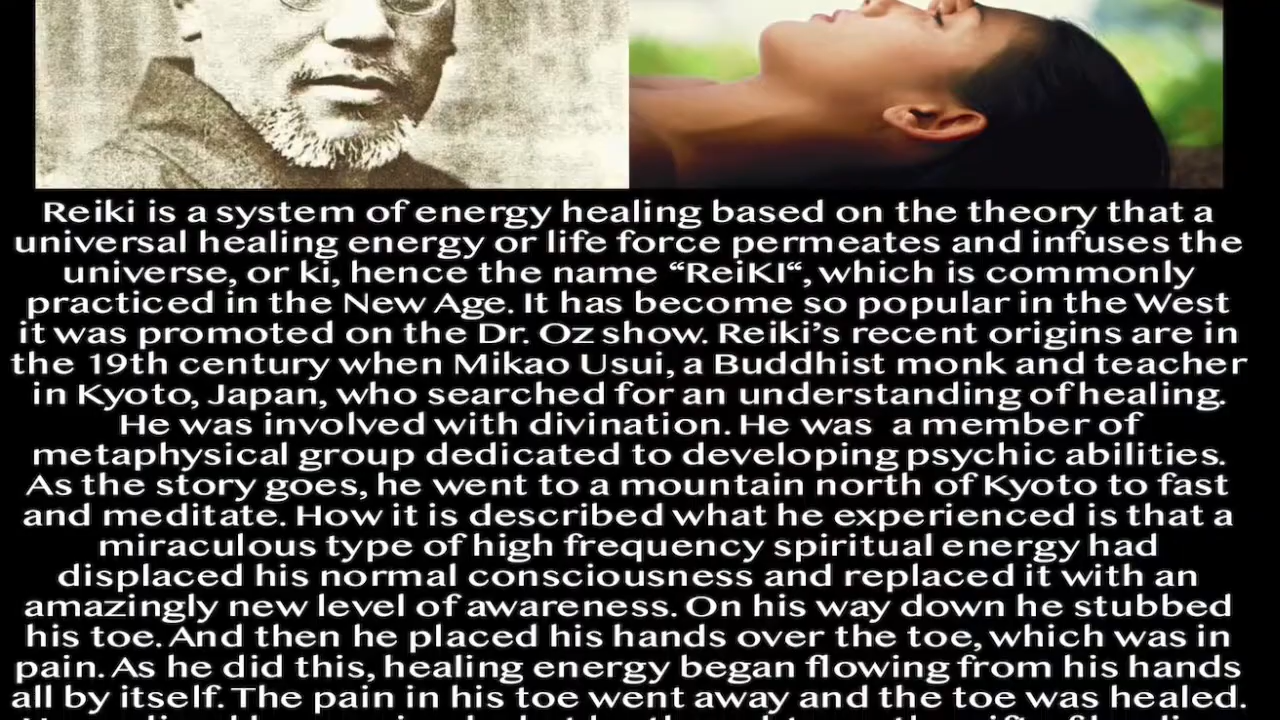 Reiki is a system of energy healing based on the theory that a
universal healing energy or life force permeates and infuses the
universe, or ki, hence the name “ReiKI“, which is commonly
practiced in the New Age. It has become so popular in the West
it was promoted on the Dr. Oz show. Reiki’s recent origins are in
the 19th century when Mikao Usui, a Buddhist monk and teacher
in Kyoto, Japan, who searched for an understanding of healing.
He was involved with divination. He was  a member of
metaphysical group dedicated to developing psychic abilities.
As the story goes, he went to a mountain north of Kyoto to fast
and meditate. How it is described what he experienced is that a
miraculous type of high frequency spiritual energy had
displaced his normal consciousness and replaced it with an
amazingly new level of awareness. On his way down he stubbed
his toe. And then he placed his hands over the toe, which was in
pain. As he did this, healing energy began flowing from his hands
all by itself. The pain in his toe went away and the toe was healed.